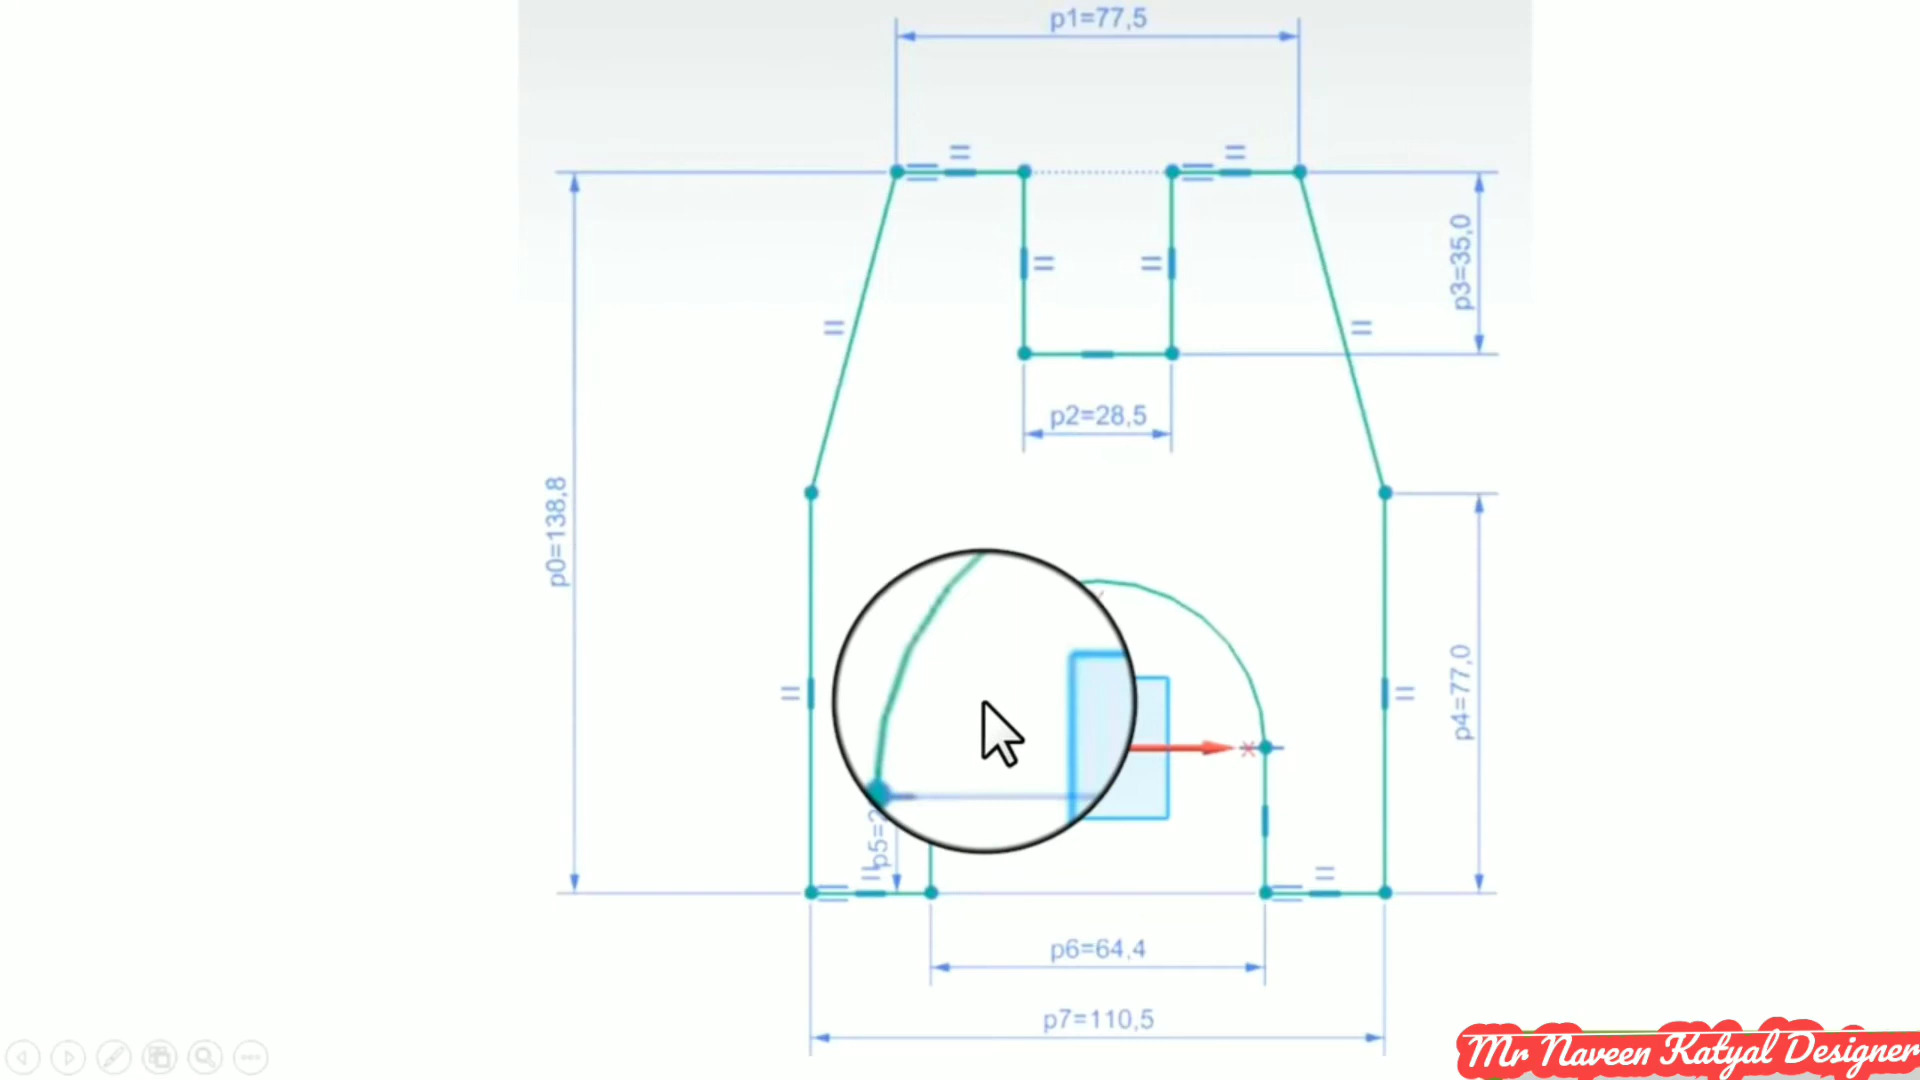 p1=77,5
p3=35,0
p2=28,5
p0=138,8
p4=77,0
p6=64,4
p7=110,5
Mr Naveen Katyal Designer